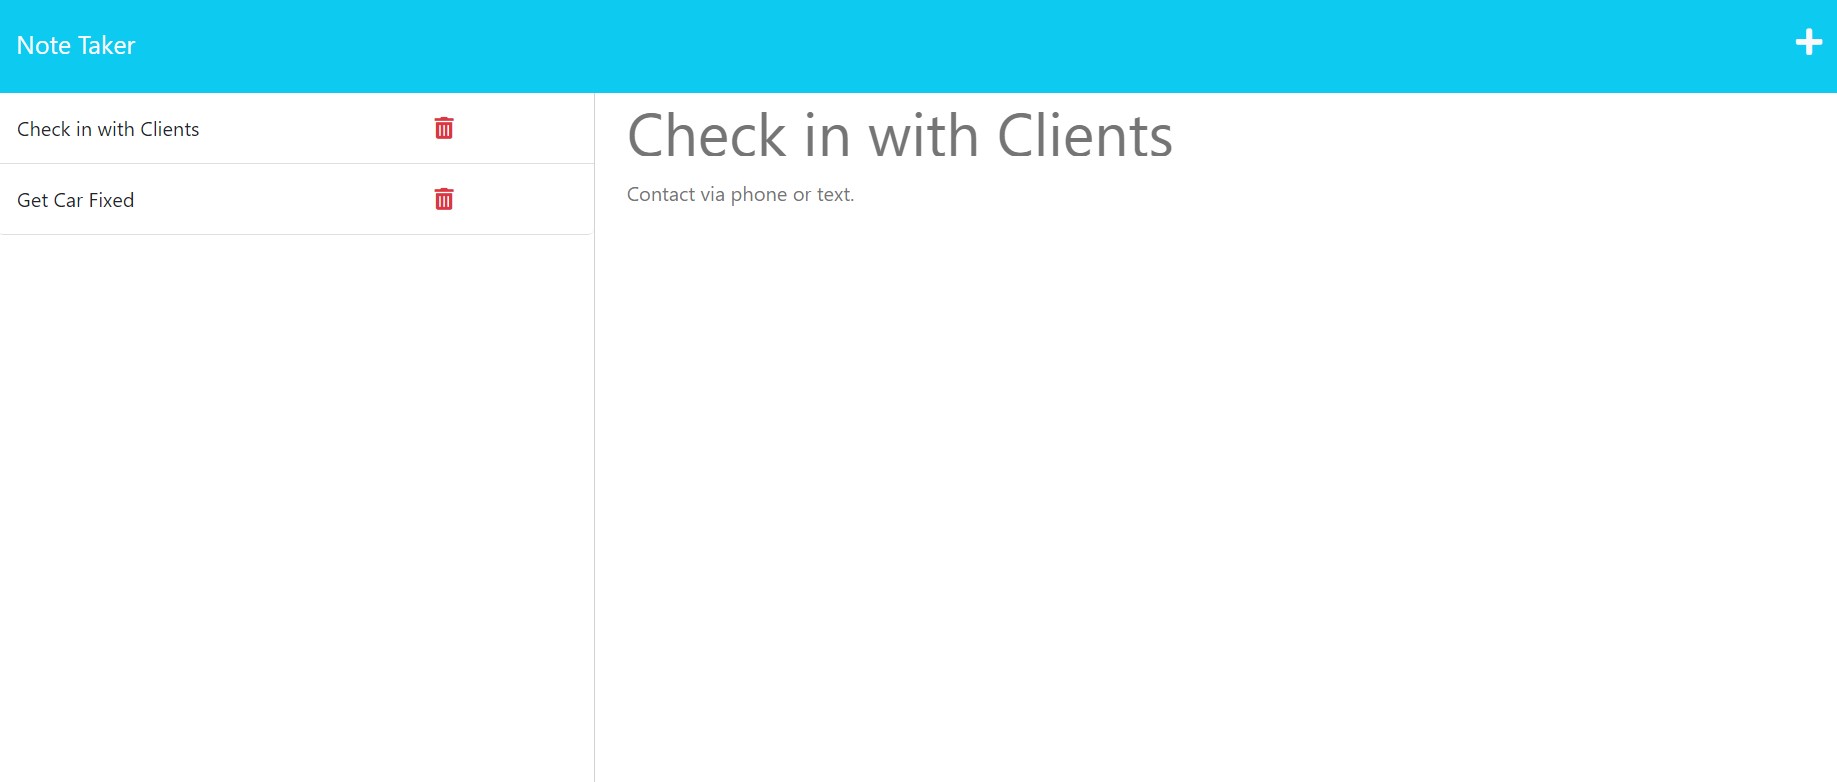 Note Taker
Check in with Clients
Get Car Fixed
Check in with Clients
Contact via phone or text.